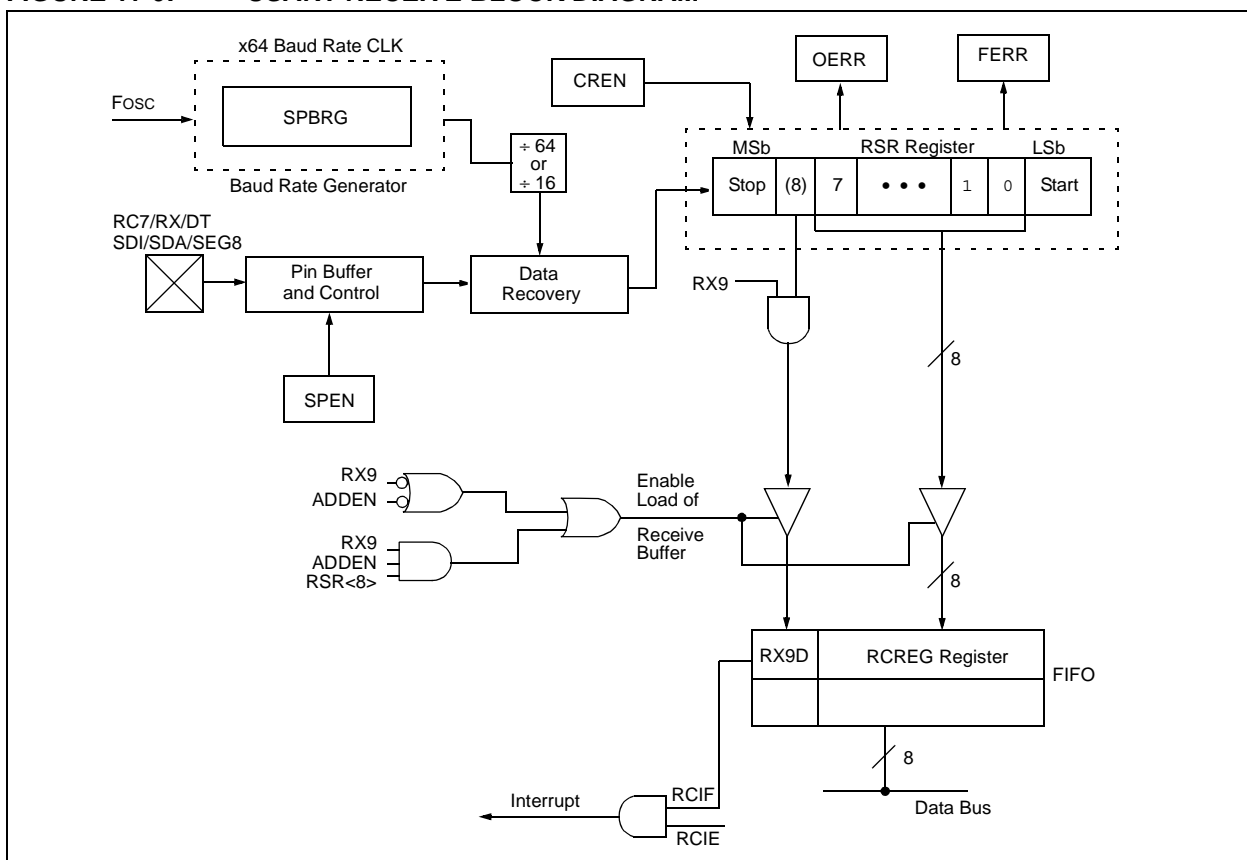 x64 Baud Rate CLK
FOSC
SPBRG
Baud Rate Generator
÷ 64
or
÷ 16
CREN
OERR
FERR
MSb
RSR Register
LSb
Stop
(8)
7
• • •
1
0
Start
RC7/RX/DT
SDI/SDA/SEG8
Pin Buffer
and Control
Data
Recovery
SPEN
RX9
8
RX9
ADDEN
RX9
ADDEN
RSR<8>
Enable
Load of
Receive
Buffer
8
RX9D
RCREG Register
FIFO
8
Data Bus
Interrupt
RCIF
RCIE